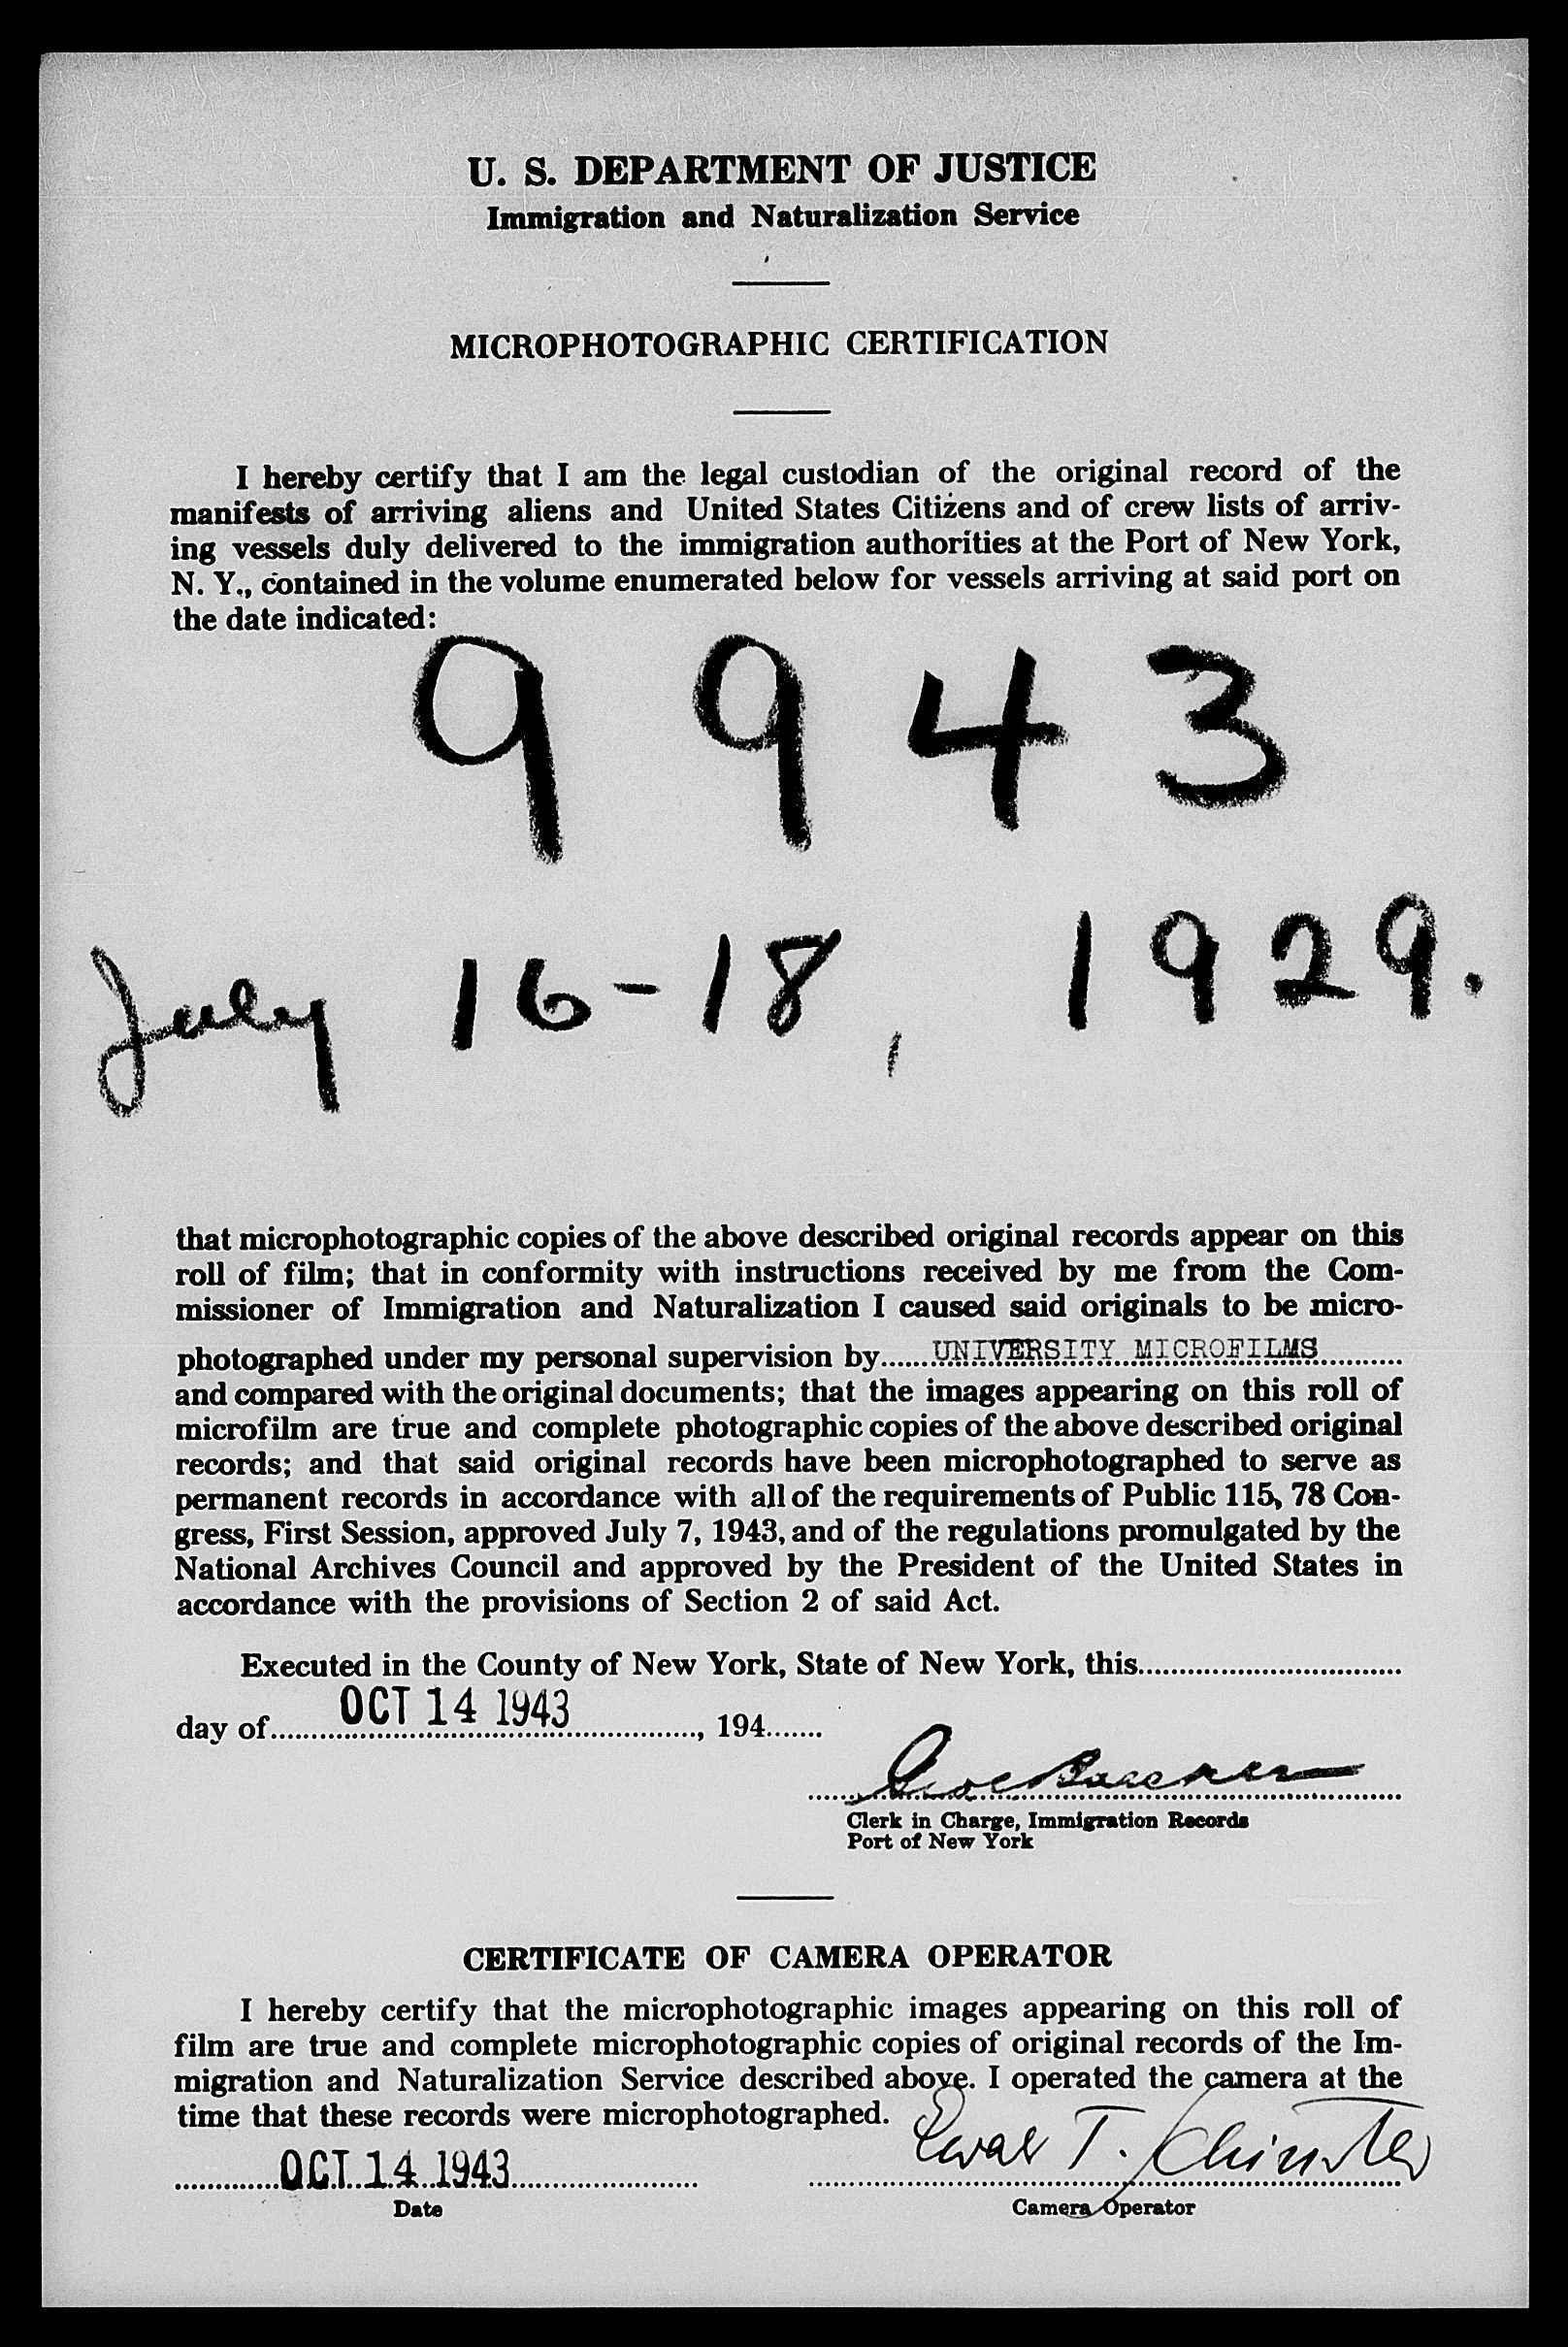 U. S. DEPARTMENT OF JUSTICE
Immigration and Naturalization Service
MICROPHOTOGRAPHIC CERTIFICATION
I hereby certify that I am the legal custodian of the original record of the
manifests of arriving aliens and United States Citizens and of crew lists of arriv-
ing vessels duly delivered to the immigration authorities at the Port of New York,
N. Y., contained in the volume enumerated below for vessels arriving at said port on
the date indicated:
9943
July 16-18, 1929.
that microphotographic copies of the above described original records appear on this
roll of film; that in conformity with instructions received by me from the Com-
missioner of Immigration and Naturalization I caused said originals to be micro-
photographed under my personal supervision by......UNIVERSITY MICROFILMS..........
and compared with the original documents; that the images appearing on this roll of
microfilm are true and complete photographic copies of the above described original
records; and that said original records have been microphotographed to serve as
permanent records in accordance with all of the requirements of Public 115, 78 Con-
gress, First Session, approved July 7, 1943, and of the regulations promulgated by the
National Archives Council and approved by the President of the United States in
accordance with the provisions of Section 2 of said Act.
Executed in the County of New York, State of New York, this................................
day of........OCT 14 1943................, 194.......
Clerk in Charge, Immigration Records
Port of New York
CERTIFICATE OF CAMERA OPERATOR
I hereby certify that the microphotographic images appearing on this roll of
film are true and complete microphotographic copies of original records of the Im-
migration and Naturalization Service described above. I operated the camera at the
time that these records were microphotographed.
T.
OCT 14 1943
Date
Camera Operator